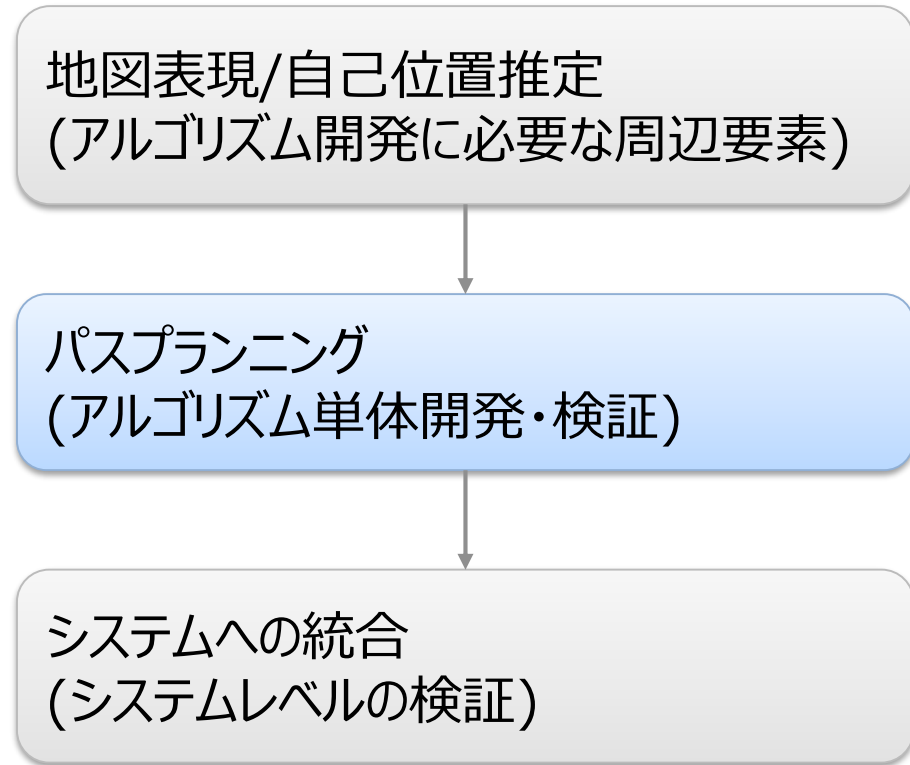 地図表現/自己位置推定
(アルゴリズム開発に必要な周辺要素)
パスプランニング
(アルゴリズム単体開発・検証)
システムへの統合
(システムレベルの検証)